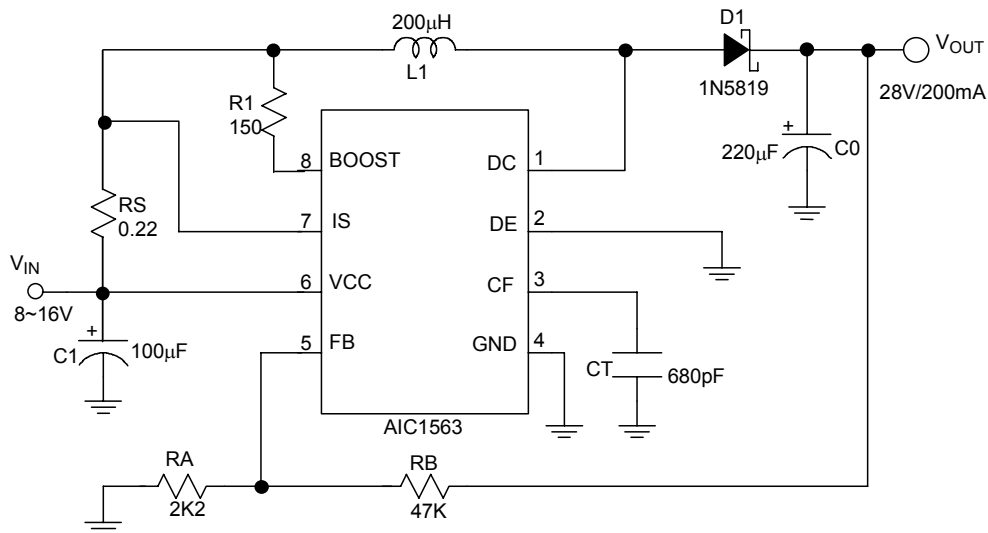 200μH
L1
D1
1N5819
VOUT
28V/200mA
R1
150
8 BOOST
DC 1
220μF
+
C0
RS
0.22
7 IS
DE 2
VIN
8~16V
6 VCC
CF 3
+
C1
100μF
5 FB
GND 4
CT
680pF
AIC1563
RA
2K2
RB
47K